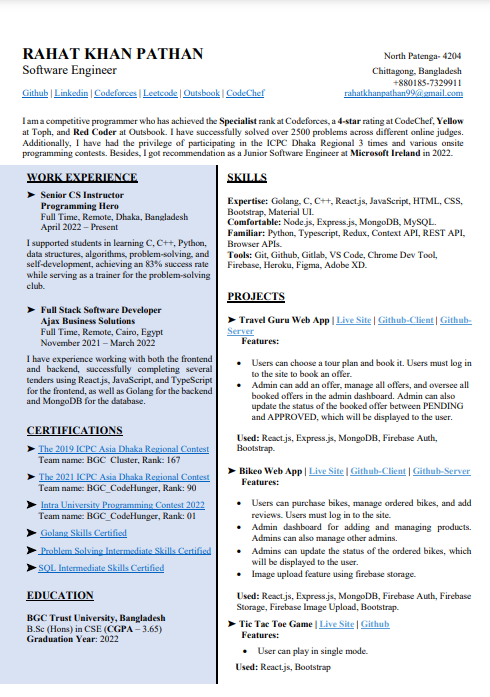 RAHAT KHAN PATHAN
Software Engineer
Github | Linkedin | Codeforces | Leetcode | Outsbook | CodeChef
North Patenga- 4204
Chittagong, Bangladesh
+880185-7329911
rahatkhanpathan99@gmail.com
I am a competitive programmer who has achieved the Specialist rank at Codeforces, a 4-star rating at CodeChef, Yellow
at Toph, and Red Coder at Outsbook. I have successfully solved over 2500 problems across different online judges.
Additionally, I have had the privilege of participating in the ICPC Dhaka Regional 3 times and various onsite
programming contests. Besides, I got recommendation as a Junior Software Engineer at Microsoft Ireland in 2022.
WORK EXPERIENCE
➤ Senior CS Instructor
Programming Hero
Full Time, Remote, Dhaka, Bangladesh
April 2022 – Present
I supported students in learning C, C++, Python,
data structures, algorithms, problem-solving, and
self-development, achieving an 83% success rate
while serving as a trainer for the problem-solving
club.
➤ Full Stack Software Developer
Ajax Business Solutions
Full Time, Remote, Cairo, Egypt
November 2021 – March 2022
I have experience working with both the frontend
and backend, successfully completing several
tenders using React.js, JavaScript, and TypeScript
for the frontend, as well as Golang for the backend
and MongoDB for the database.
CERTIFICATIONS
➤ The 2019 ICPC Asia Dhaka Regional Contest
Team name: BGC_Cluster, Rank: 167
➤ The 2021 ICPC Asia Dhaka Regional Contest
Team name: BGC_CodeHunger, Rank: 90
➤ Intra University Programming Contest 2022
Team name: BGC_CodeHunger, Rank: 01
➤ Golang Skills Certified
➤ Problem Solving Intermediate Skills Certified
➤ SQL Intermediate Skills Certified
EDUCATION
BGC Trust University, Bangladesh
B.Sc (Hons) in CSE (CGPA – 3.65)
Graduation Year: 2022
SKILLS
Expertise: Golang, C, C++, React.js, JavaScript, HTML, CSS,
Bootstrap, Material UI.
Comfortable: Node.js, Express.js, MongoDB, MySQL.
Familiar: Python, Typescript, Redux, Context API, REST API,
Browser APIs.
Tools: Git, Github, Gitlab, VS Code, Chrome Dev Tool,
Firebase, Heroku, Figma, Adobe XD.
PROJECTS
➤ Travel Guru Web App | Live Site | Github-Client | Github-
Server
Features:
• Users can choose a tour plan and book it. Users must log in
to the site to book an offer.
• Admin can add an offer, manage all offers, and oversee all
booked offers in the admin dashboard. Admin can also
update the status of the booked offer between PENDING
and APPROVED, which will be displayed to the user.
Used: React.js, Express.js, MongoDB, Firebase Auth,
Bootstrap.
➤ Bikeo Web App | Live Site | Github-Client | Github-Server
Features:
• Users can purchase bikes, manage ordered bikes, and add
reviews. Users must log in to the site.
• Admin dashboard for adding and managing products.
Admins can also manage other admins.
• Admins can update the status of the ordered bikes, which
will be displayed to the user.
• Image upload feature using firebase storage.
Used: React.js, Express.js, MongoDB, Firebase Auth, Firebase
Storage, Firebase Image Upload, Bootstrap.
➤ Tic Tac Toe Game | Live Site | Github
Features:
• User can play in single mode.
Used: React.js, Bootstrap